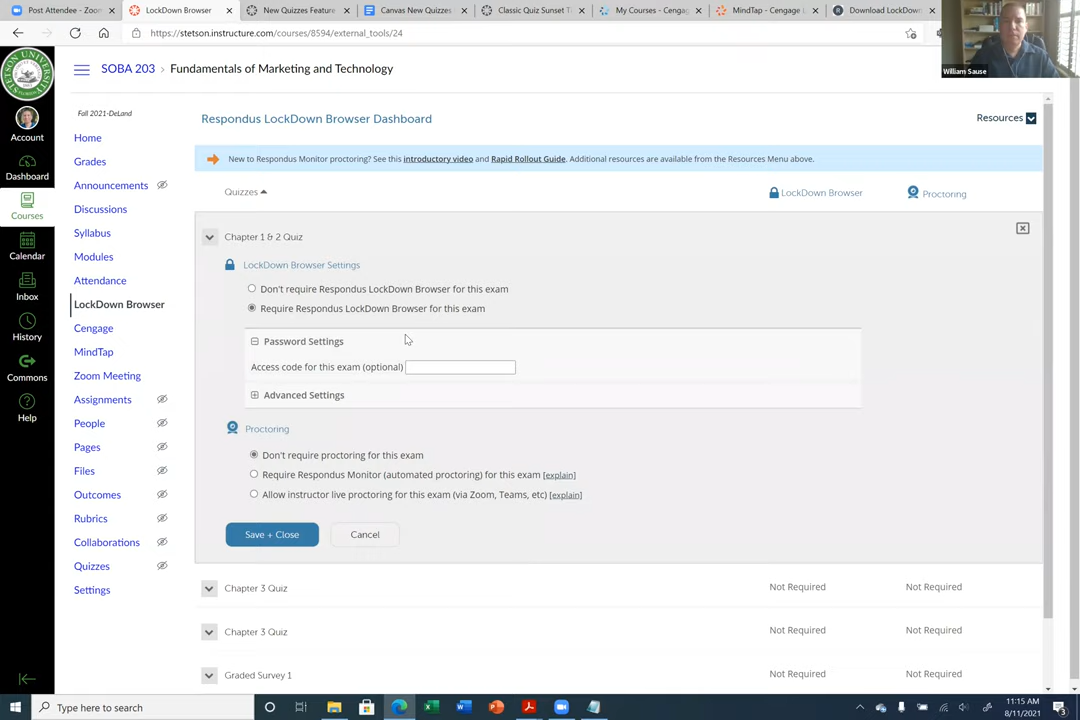 Post Attendee - Zoom
LockDown Browser
New Quizzes Feature
Canvas New Quizzes
Classic Quiz Sunset T
My Courses - Cengag
MindTap - Cengage L
Download LockDown
https://stetson.instructure.com/courses/8594/external_tools/24
William Sause
STETSON UNIVERSITY
SOBA 203 › Fundamentals of Marketing and Technology
Account
Dashboard
Courses
Calendar
Inbox
History
Commons
Help
Fall 2021-DeLand
Home
Grades
Announcements
Discussions
Syllabus
Modules
Attendance
LockDown Browser
Cengage
MindTap
Zoom Meeting
Assignments
People
Pages
Files
Outcomes
Rubrics
Collaborations
Quizzes
Settings
Respondus LockDown Browser Dashboard
Resources
New to Respondus Monitor proctoring? See this introductory video and Rapid Rollout Guide. Additional resources are available from the Resources Menu above.
Quizzes
LockDown Browser
Proctoring
Chapter 1 & 2 Quiz
LockDown Browser Settings
Don't require Respondus LockDown Browser for this exam
Require Respondus LockDown Browser for this exam
Password Settings
Access code for this exam (optional)
Advanced Settings
Proctoring
Don't require proctoring for this exam
Require Respondus Monitor (automated proctoring) for this exam [explain]
Allow instructor live proctoring for this exam (via Zoom, Teams, etc) [explain]
Save + Close
Cancel
Chapter 3 Quiz
Not Required
Not Required
Chapter 3 Quiz
Not Required
Not Required
Graded Survey 1
Not Required
Not Required
Type here to search
11:15 AM
8/11/2021
3